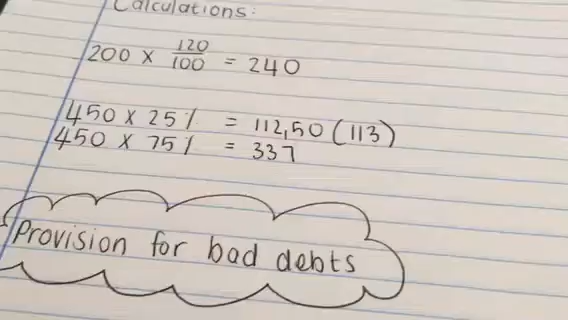 Calculations:
200 x 120/100 = 240
450 x 25% = 112,50 (113)
450 x 75% = 337
Provision for bad debts